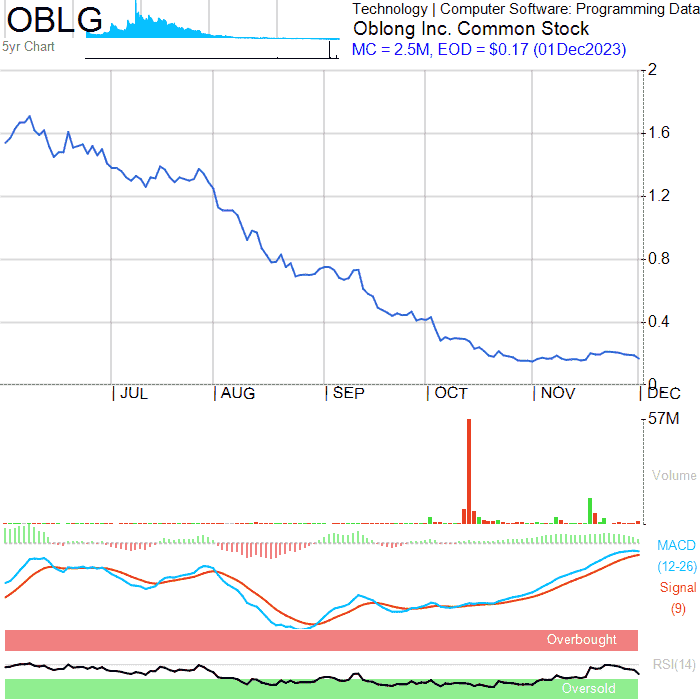 OBLG
5yr Chart
Technology | Computer Software: Programming Data
Oblong Inc. Common Stock
MC = 2.5M, EOD = $0.17 (01Dec2023)
2
1.6
1.2
0.8
0.4
0
| JUL | AUG | SEP | OCT | NOV | DEC
57M
Volume
MACD
(12-26)
Signal
(9)
Overbought
RSI(14)
Oversold